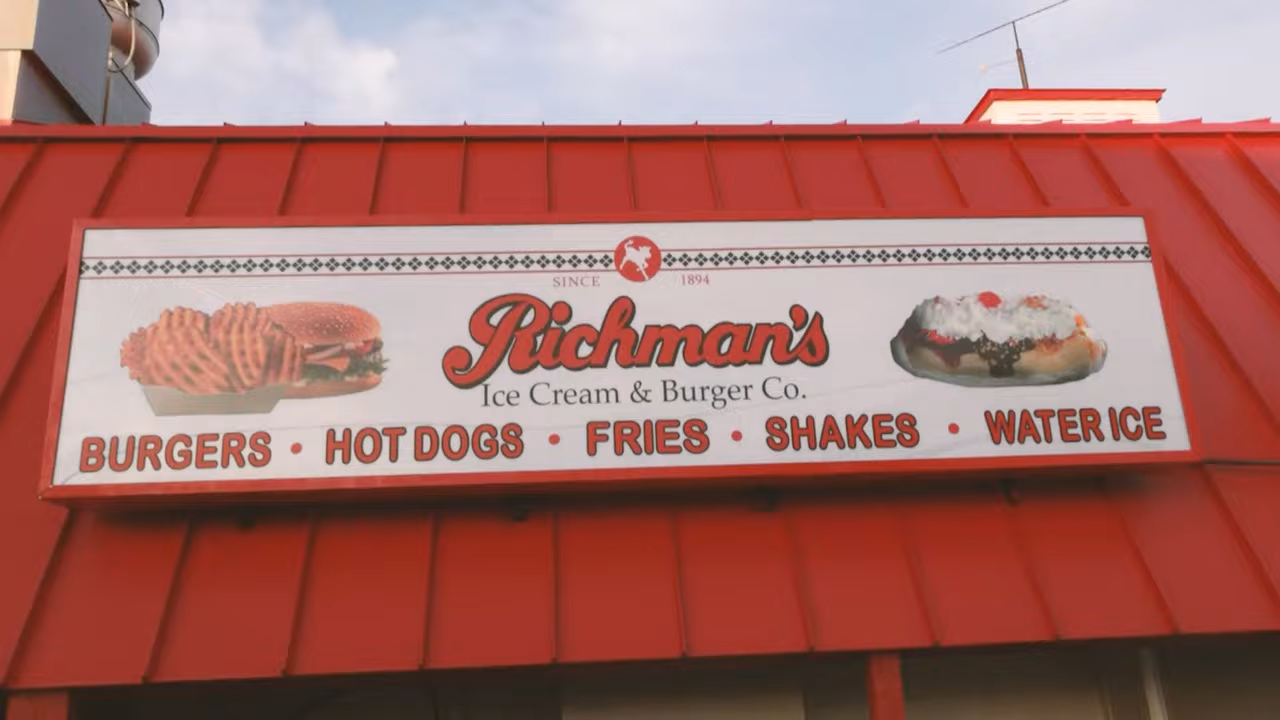 SINCE 1894
Richman's
Ice Cream & Burger Co.
BURGERS • HOT DOGS • FRIES • SHAKES • WATER ICE